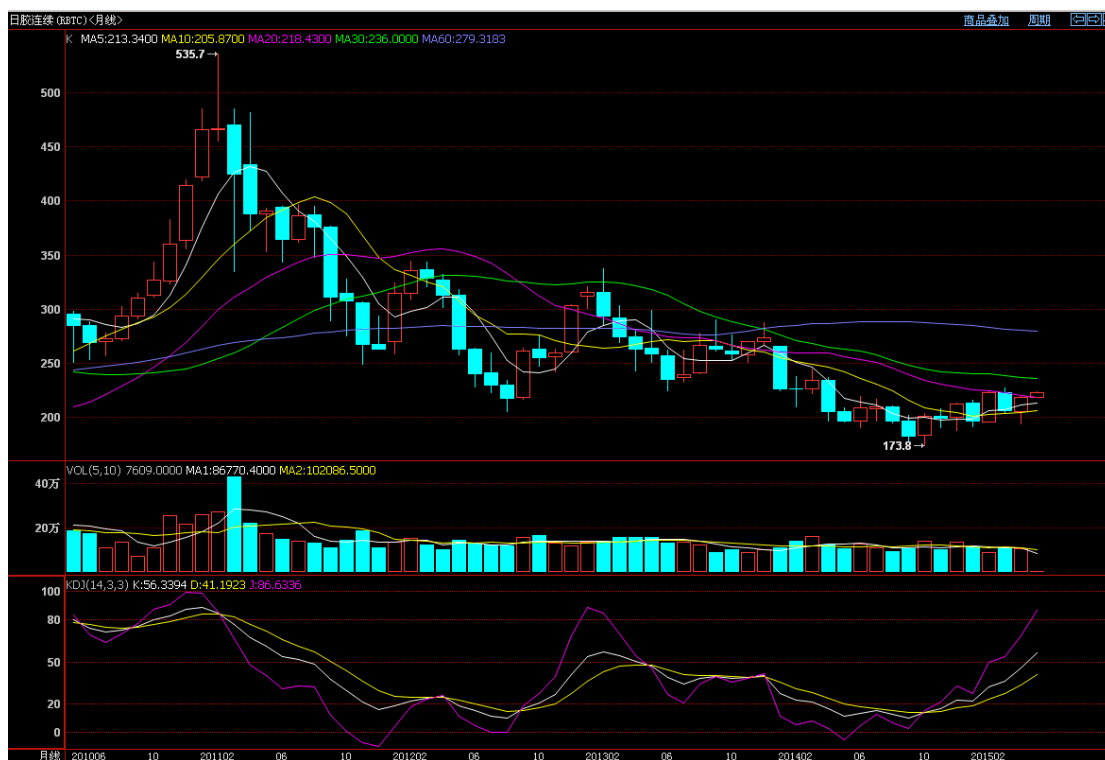 日胶连续(RBTC)<月线> 商品叠加 周期
K MA5:213.3400 MA10:205.8700 MA20:218.4300 MA30:236.0000 MA60:279.3183
535.7→
500
450
400
350
300
250
200
173.8→
VOL(5,10) 7609.0000 MA1:86770.4000 MA2:102086.5000
40万
20万
KDJ(14,3,3) K:56.3394 D:41.1923 J:86.6336
100
80
50
20
0
月线 201006 10 201102 06 10 201202 06 10 201302 06 10 201402 06 10 201502